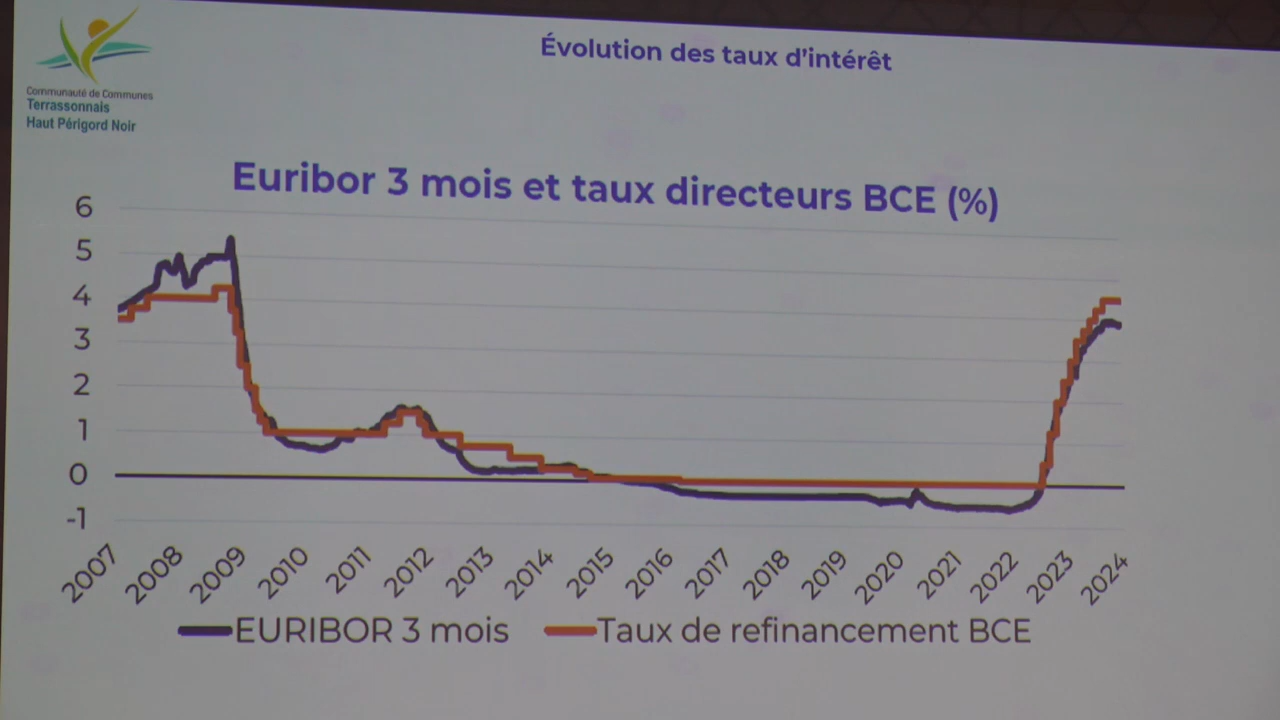 Évolution des taux d'intérêt
Communauté de Communes
Terrassonnais
Haut Périgord Noir
Euribor 3 mois et taux directeurs BCE (%)
6
5
4
3
2
1
0
-1
2007 2008 2009 2010 2011 2012 2013 2014 2015 2016 2017 2018 2019 2020 2021 2022 2023 2024
EURIBOR 3 mois Taux de refinancement BCE